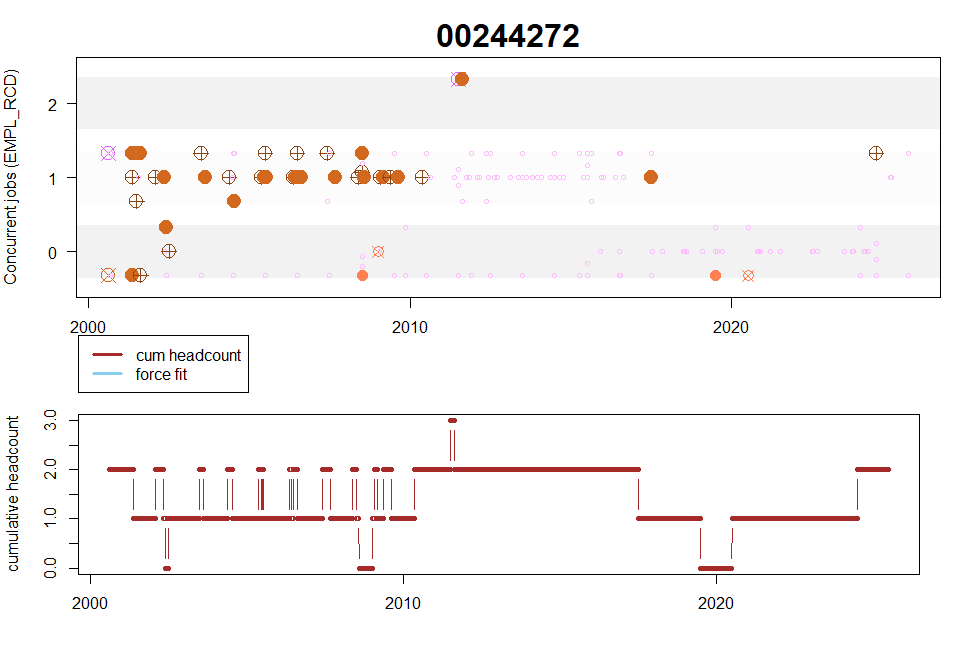 00244272
Concurrent jobs (EMPL_RCD)
2
1
0
2000 2010 2020
cum headcount
force fit
cumulative headcount
3.0
2.0
1.0
0.0
2000 2010 2020